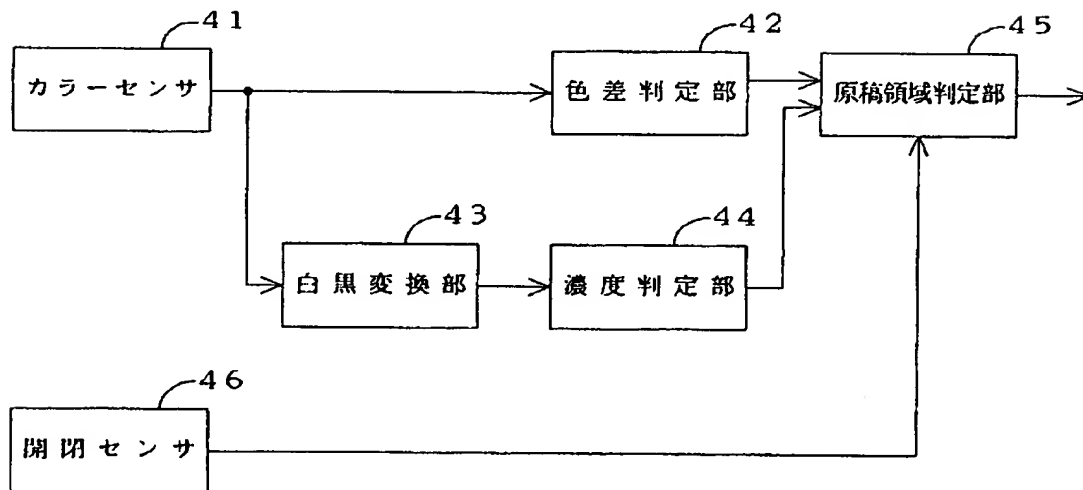 41
カラーセンサ
42
色差判定部
45
原稿領域判定部
43
白黒変換部
44
濃度判定部
46
開閉センサ